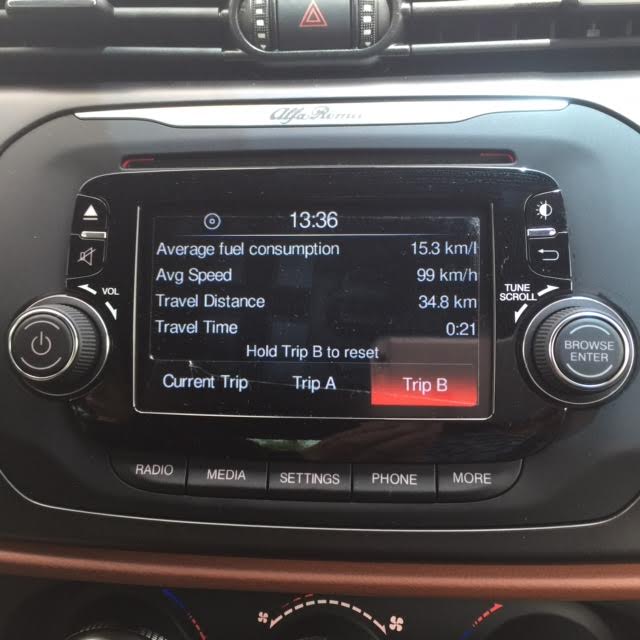 Alfa Romeo
13:36
Average fuel consumption 15.3 km/l
Avg Speed 99 km/h
Travel Distance 34.8 km
Travel Time 0:21
Hold Trip B to reset
Current Trip Trip A Trip B
VOL
TUNE
SCROLL
BROWSE
ENTER
RADIO MEDIA SETTINGS PHONE MORE